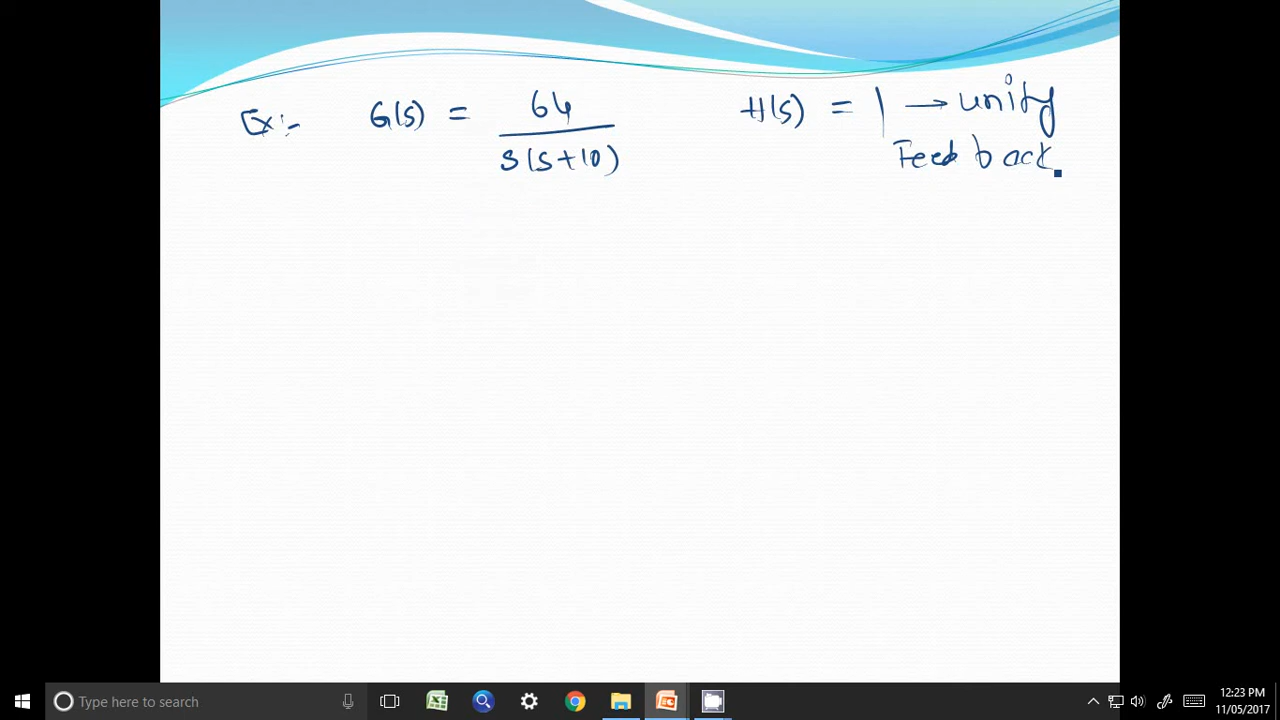 Ex:- G(s) = 64 / s(s+10) H(s) = 1 → unity
Feed back
Type here to search
12:23 PM
11/05/2017